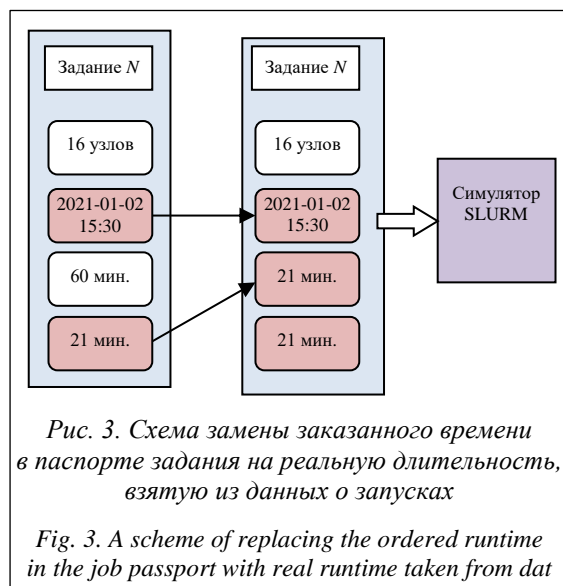 Задание N
16 узлов
2021-01-02
15:30
60 мин.
21 мин.
Задание N
16 узлов
2021-01-02
15:30
21 мин.
21 мин.
Симулятор
SLURM
Рис. 3. Схема замены заказанного времени
в паспорте задания на реальную длительность,
взятую из данных о запусках
Fig. 3. A scheme of replacing the ordered runtime
in the job passport with real runtime taken from dat